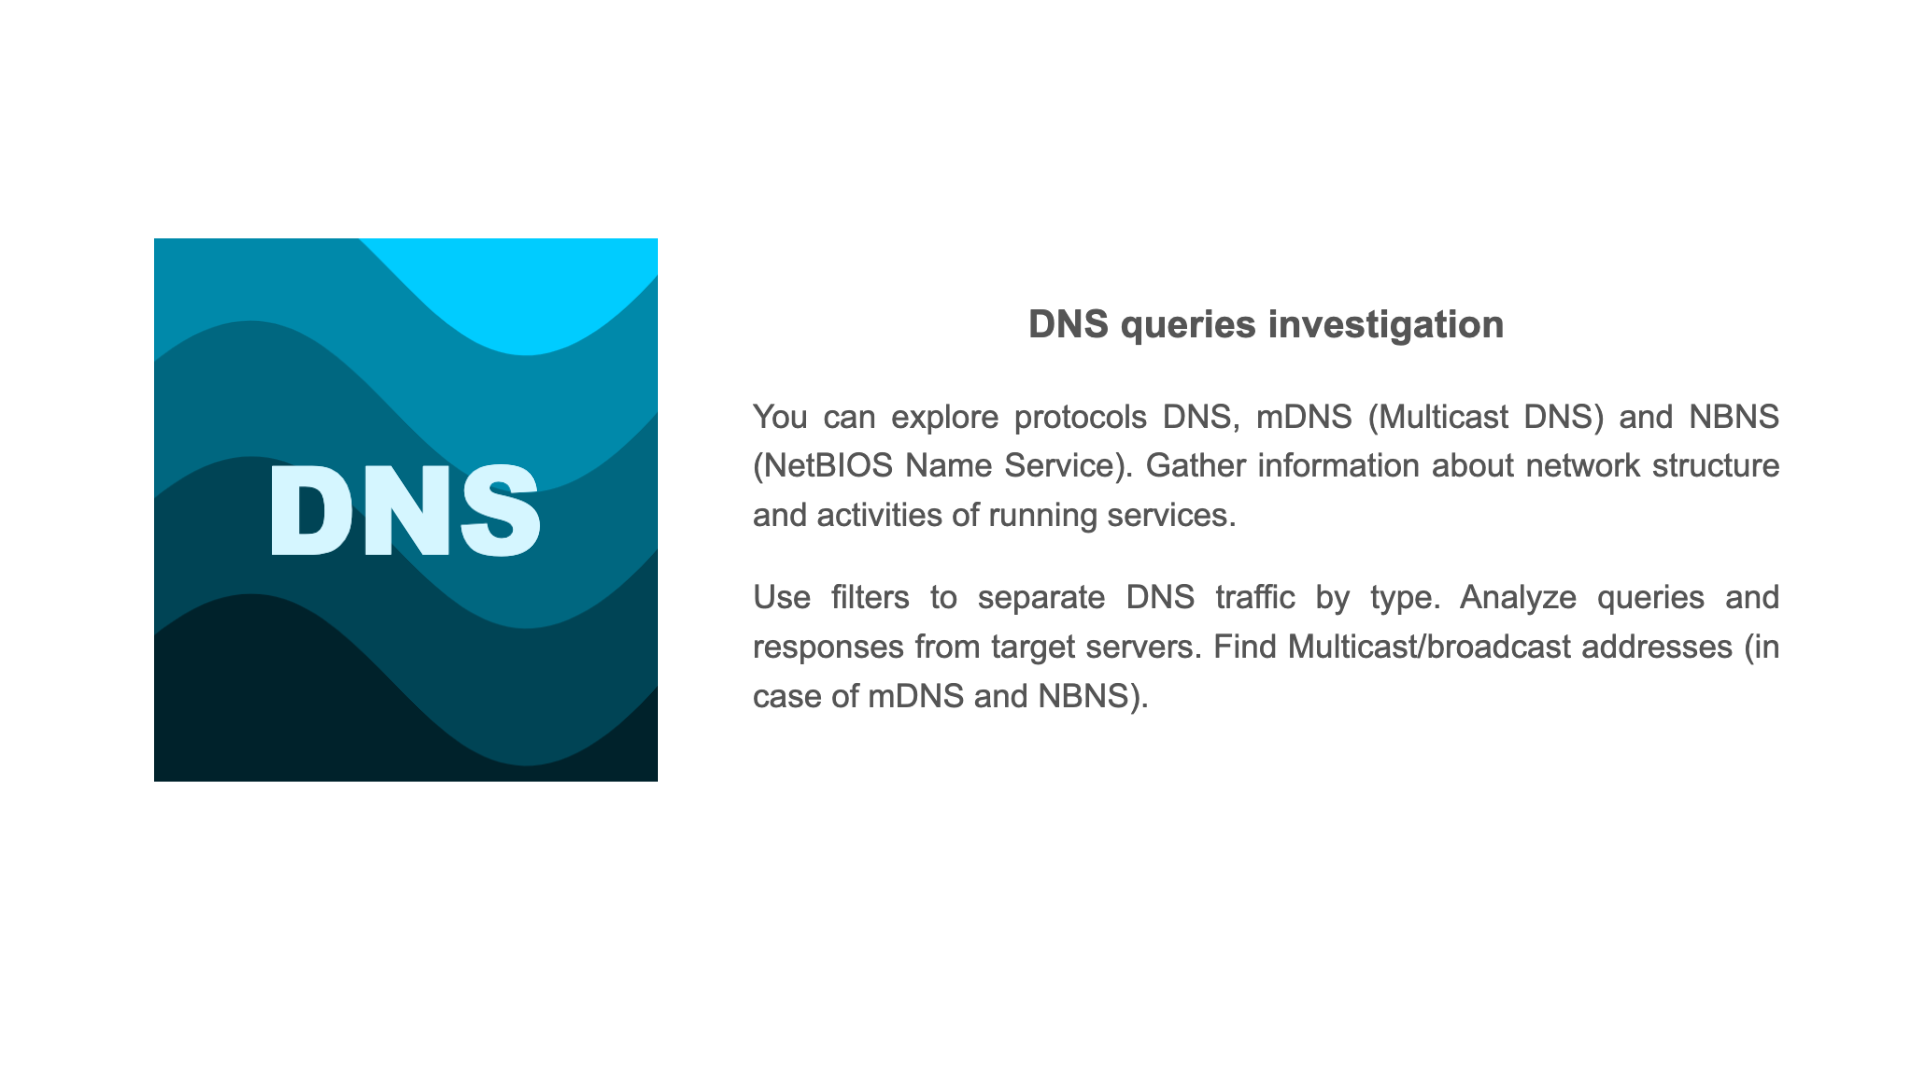 DNS
DNS queries investigation
You can explore protocols DNS, mDNS (Multicast DNS) and NBNS
(NetBIOS Name Service). Gather information about network structure
and activities of running services.
Use filters to separate DNS traffic by type. Analyze queries and
responses from target servers. Find Multicast/broadcast addresses (in
case of mDNS and NBNS).